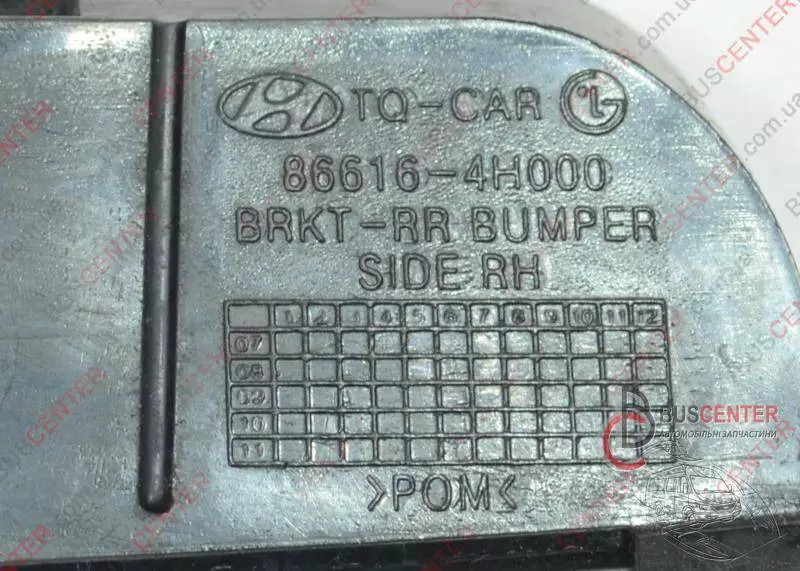 TQ-CAR
86616-4H000
BRKT-RR BUMPER
SIDE RH
1 2 3 4 5 6 7 8 9 10 11 12
07
08
09
10
11
>POM<
BUSCENTER
АВТОМОБІЛЬНІ ЗАПЧАСТИНИ